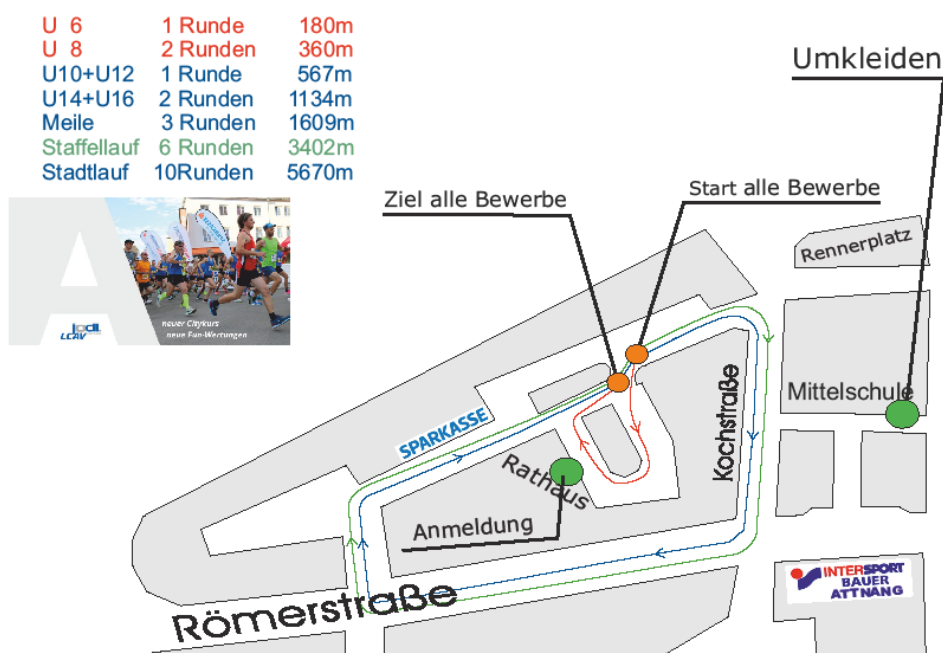 U 6 1 Runde 180m
U 8 2 Runden 360m
U10+U12 1 Runde 567m
U14+U16 2 Runden 1134m
Meile 3 Runden 1609m
Staffellauf 6 Runden 3402m
Stadtlauf 10Runden 5670m
Umkleiden
Ziel alle Bewerbe
Start alle Bewerbe
Rennerplatz
neuer Citykurs
neue Fun-Wertungen
jodl
LCAV
Kochstraße
Mittelschule
SPARKASSE
Rathaus
Anmeldung
Römerstraße
INTERSPORT
BAUER
ATTNANG